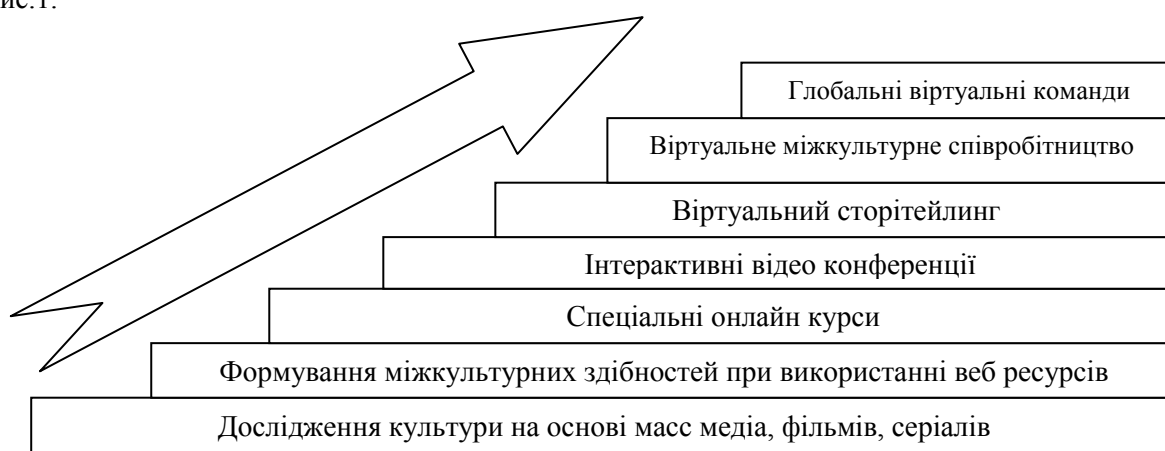 ис.1.
Глобальні віртуальні команди
Віртуальне міжкультурне співробітництво
Віртуальний сторітейлинг
Інтерактивні відео конференції
Спеціальні онлайн курси
Формування міжкультурних здібностей при використанні веб ресурсів
Дослідження культури на основі масс медіа, фільмів, серіалів